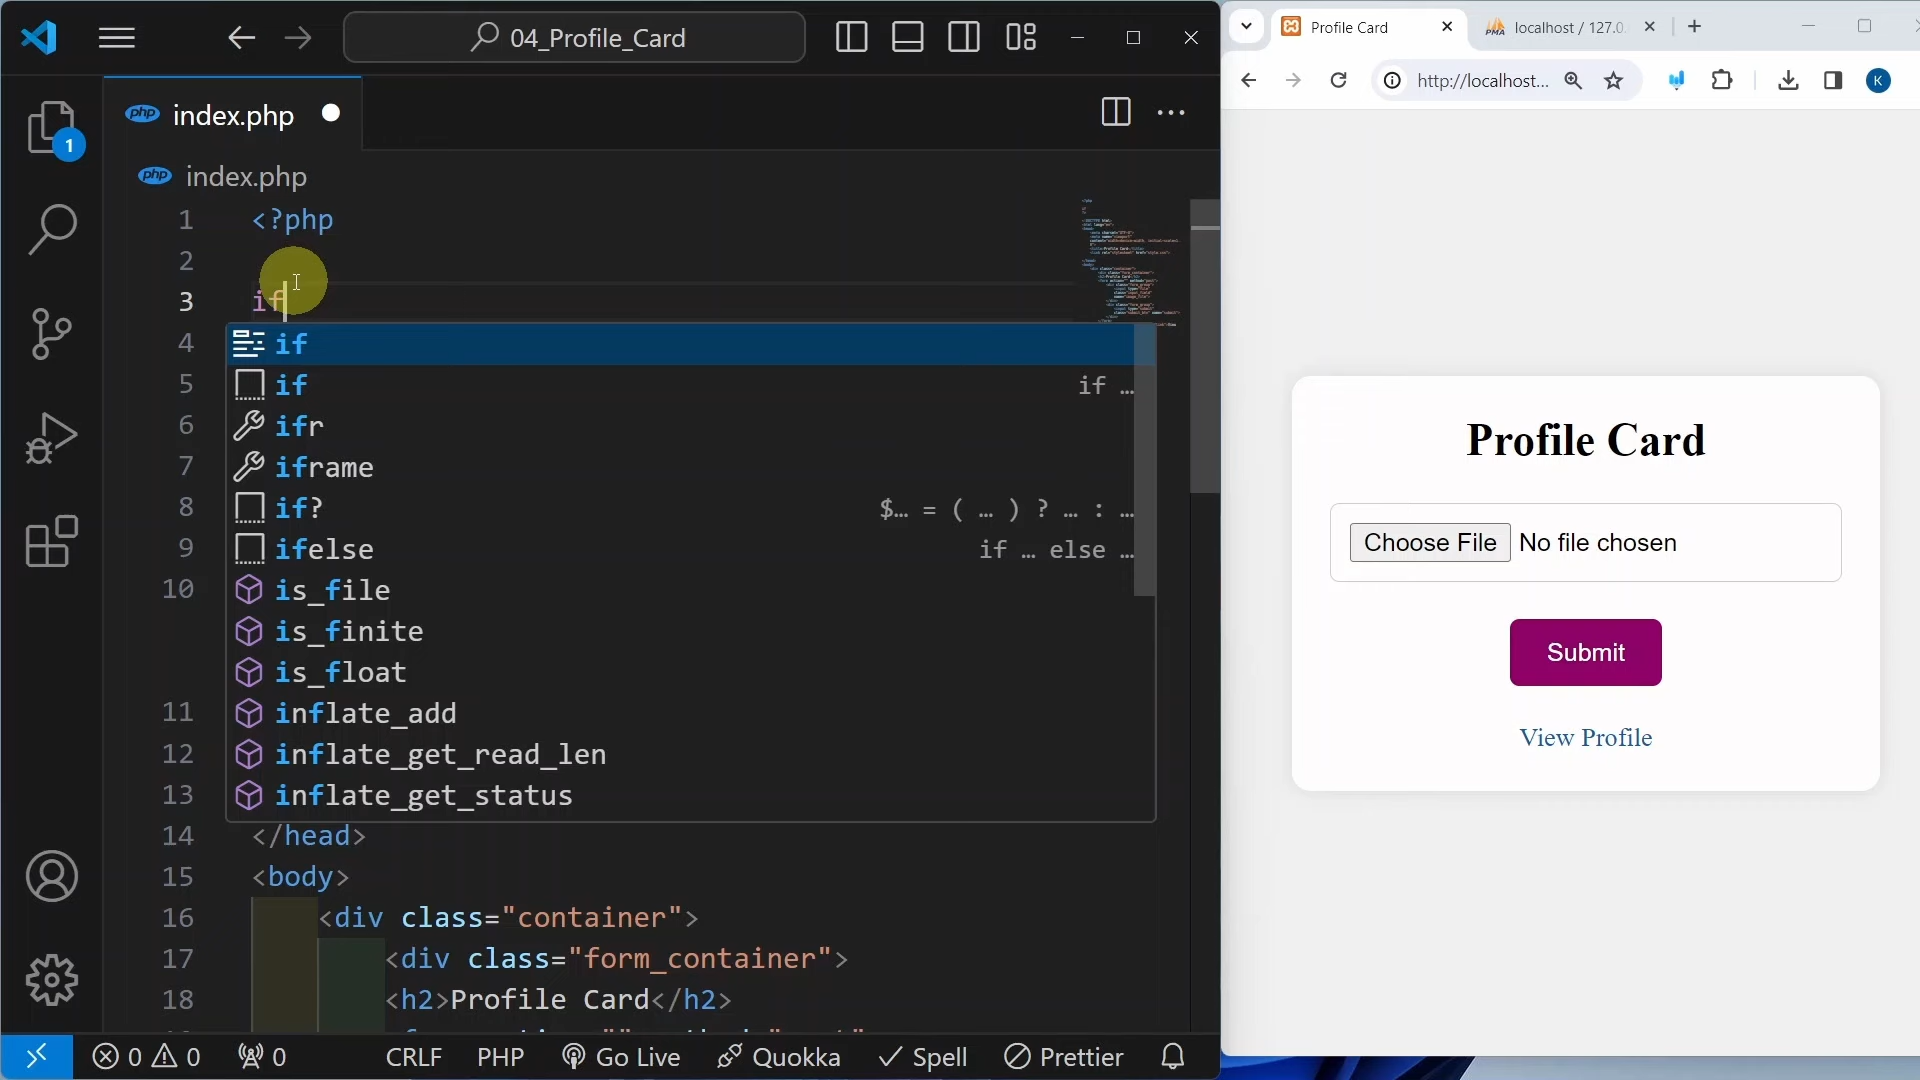 04_Profile_Card
php index.php
php index.php
1
1 <?php
2
3 if
4 if
5 if if …
6 ifr
7 iframe
8 if? $… = ( … ) ? … : …
9 ifelse if … else …
10 is_file
is_finite
is_float
11 inflate_add
12 inflate_get_read_len
13 inflate_get_status
14 </head>
15 <body>
16 <div class="container">
17 <div class="form_container">
18 <h2>Profile Card</h2>
0 0 0 CRLF PHP Go Live Quokka Spell Prettier
Profile Card PMA localhost / 127.0
http://localhost... K
Profile Card
Choose File No file chosen
Submit
View Profile